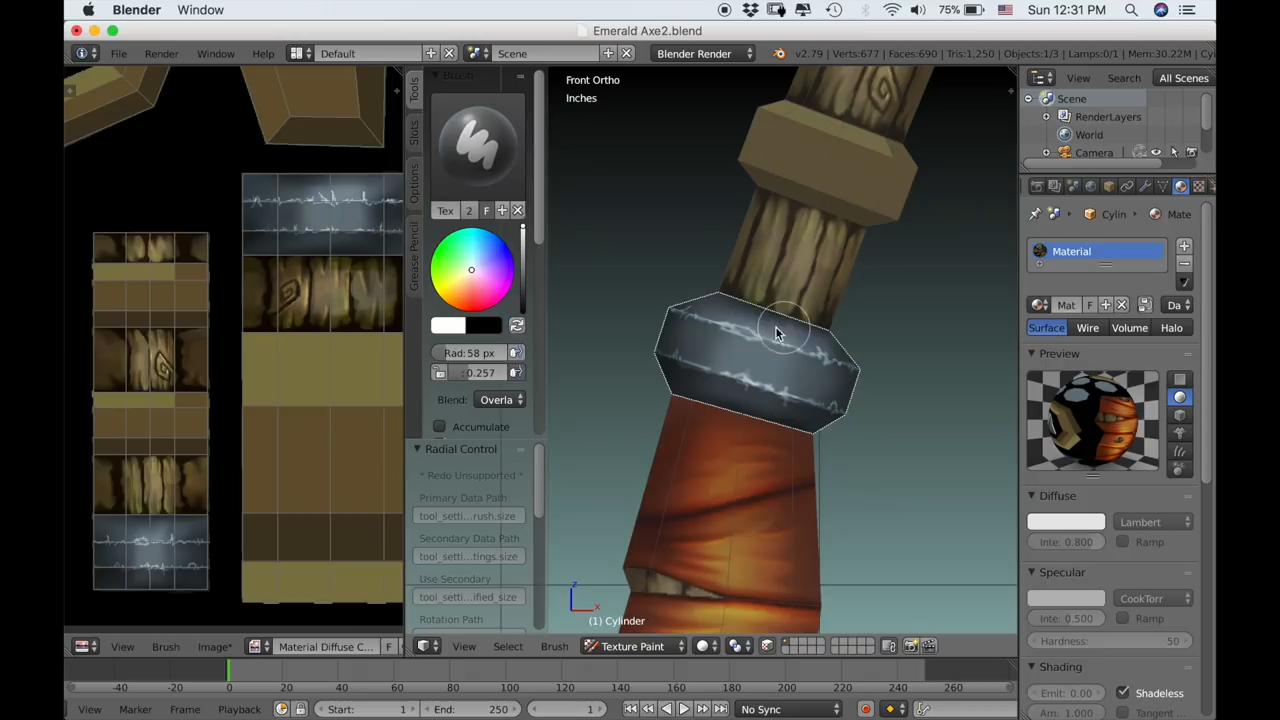 Blender Window 75% Sun 12:31 PM
Emerald Axe2.blend
File Render Window Help Default Scene Blender Render v2.79 | Verts:677 | Faces:690 | Tris:1,250 | Objects:1/3 | Lamps:0/1 | Mem:30.22M | Cyl
Brush
Tools
Slots
Options
Grease Pencil
Tex 2 F
Rad: 58 px
: 0.257
Blend: Overla
Accumulate
Radial Control
* Redo Unsupported *
Primary Data Path
tool_setti...rush.size
Secondary Data Path
tool_setti...tings.size
Use Secondary
tool_setti...ified_size
Rotation Path
Front Ortho
Inches
z
x
(1) Cylinder
View Search All Scenes
Scene
RenderLayers
World
Camera
Cylin Mate
Material
Mat F Da
Surface Wire Volume Halo
Preview
Diffuse
Lambert
Inte: 0.800 Ramp
Specular
CookTorr
Inte: 0.500 Ramp
Hardness: 50
Shading
Emit: 0.00 Shadeless
Am: 1.000 Tangent
View Brush Image* Material Diffuse C... F View Select Brush Texture Paint
-40 -20 0 20 40 60 80 100 120 140 160 180 200 220 240 260
View Marker Frame Playback Start: 1 End: 250 1 No Sync